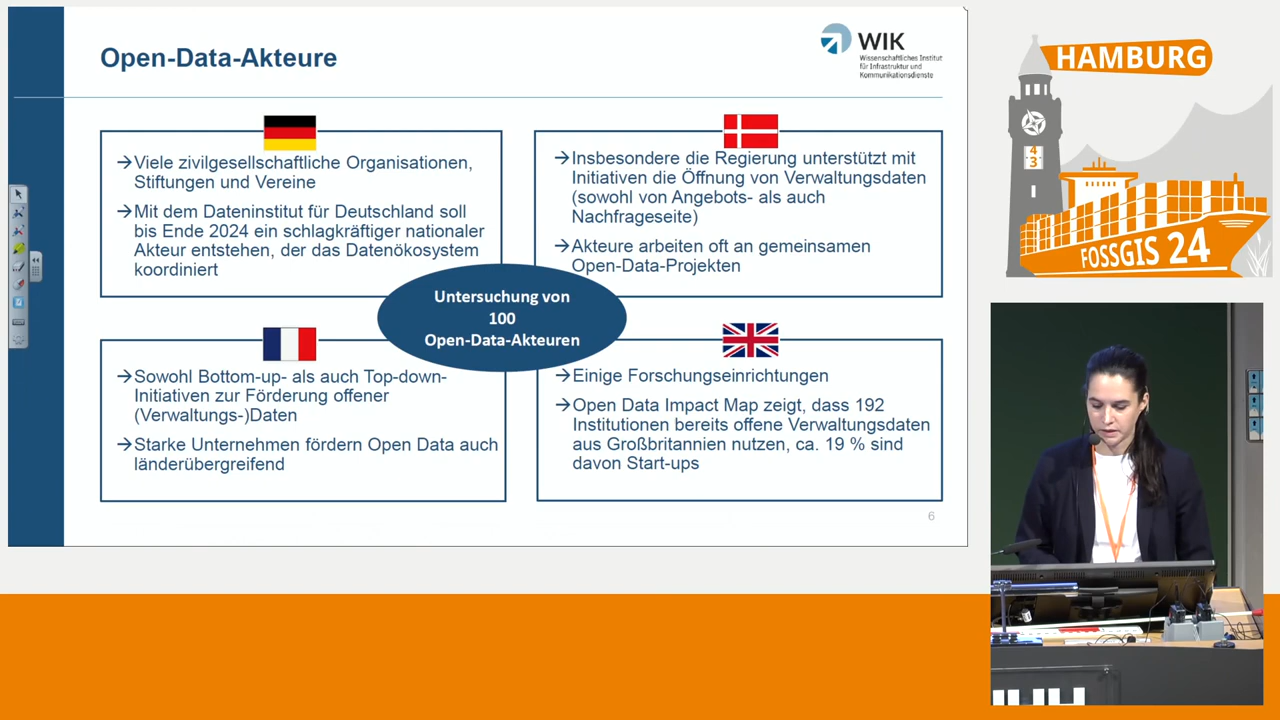 Open-Data-Akteure
WIK
Wissenschaftliches Institut
für Infrastruktur und
Kommunikationsdienste
→Viele zivilgesellschaftliche Organisationen,
Stiftungen und Vereine
→Mit dem Dateninstitut für Deutschland soll
bis Ende 2024 ein schlagkräftiger nationaler
Akteur entstehen, der das Datenökosystem
koordiniert
→Insbesondere die Regierung unterstützt mit
Initiativen die Öffnung von Verwaltungsdaten
(sowohl von Angebots- als auch
Nachfrageseite)
→Akteure arbeiten oft an gemeinsamen
Open-Data-Projekten
Untersuchung von
100
Open-Data-Akteuren
→Sowohl Bottom-up- als auch Top-down-
Initiativen zur Förderung offener
(Verwaltungs-)Daten
→Starke Unternehmen fördern Open Data auch
länderübergreifend
→Einige Forschungseinrichtungen
→Open Data Impact Map zeigt, dass 192
Institutionen bereits offene Verwaltungsdaten
aus Großbritannien nutzen, ca. 19 % sind
davon Start-ups
6
HAMBURG
4
3
FOSSGIS 24